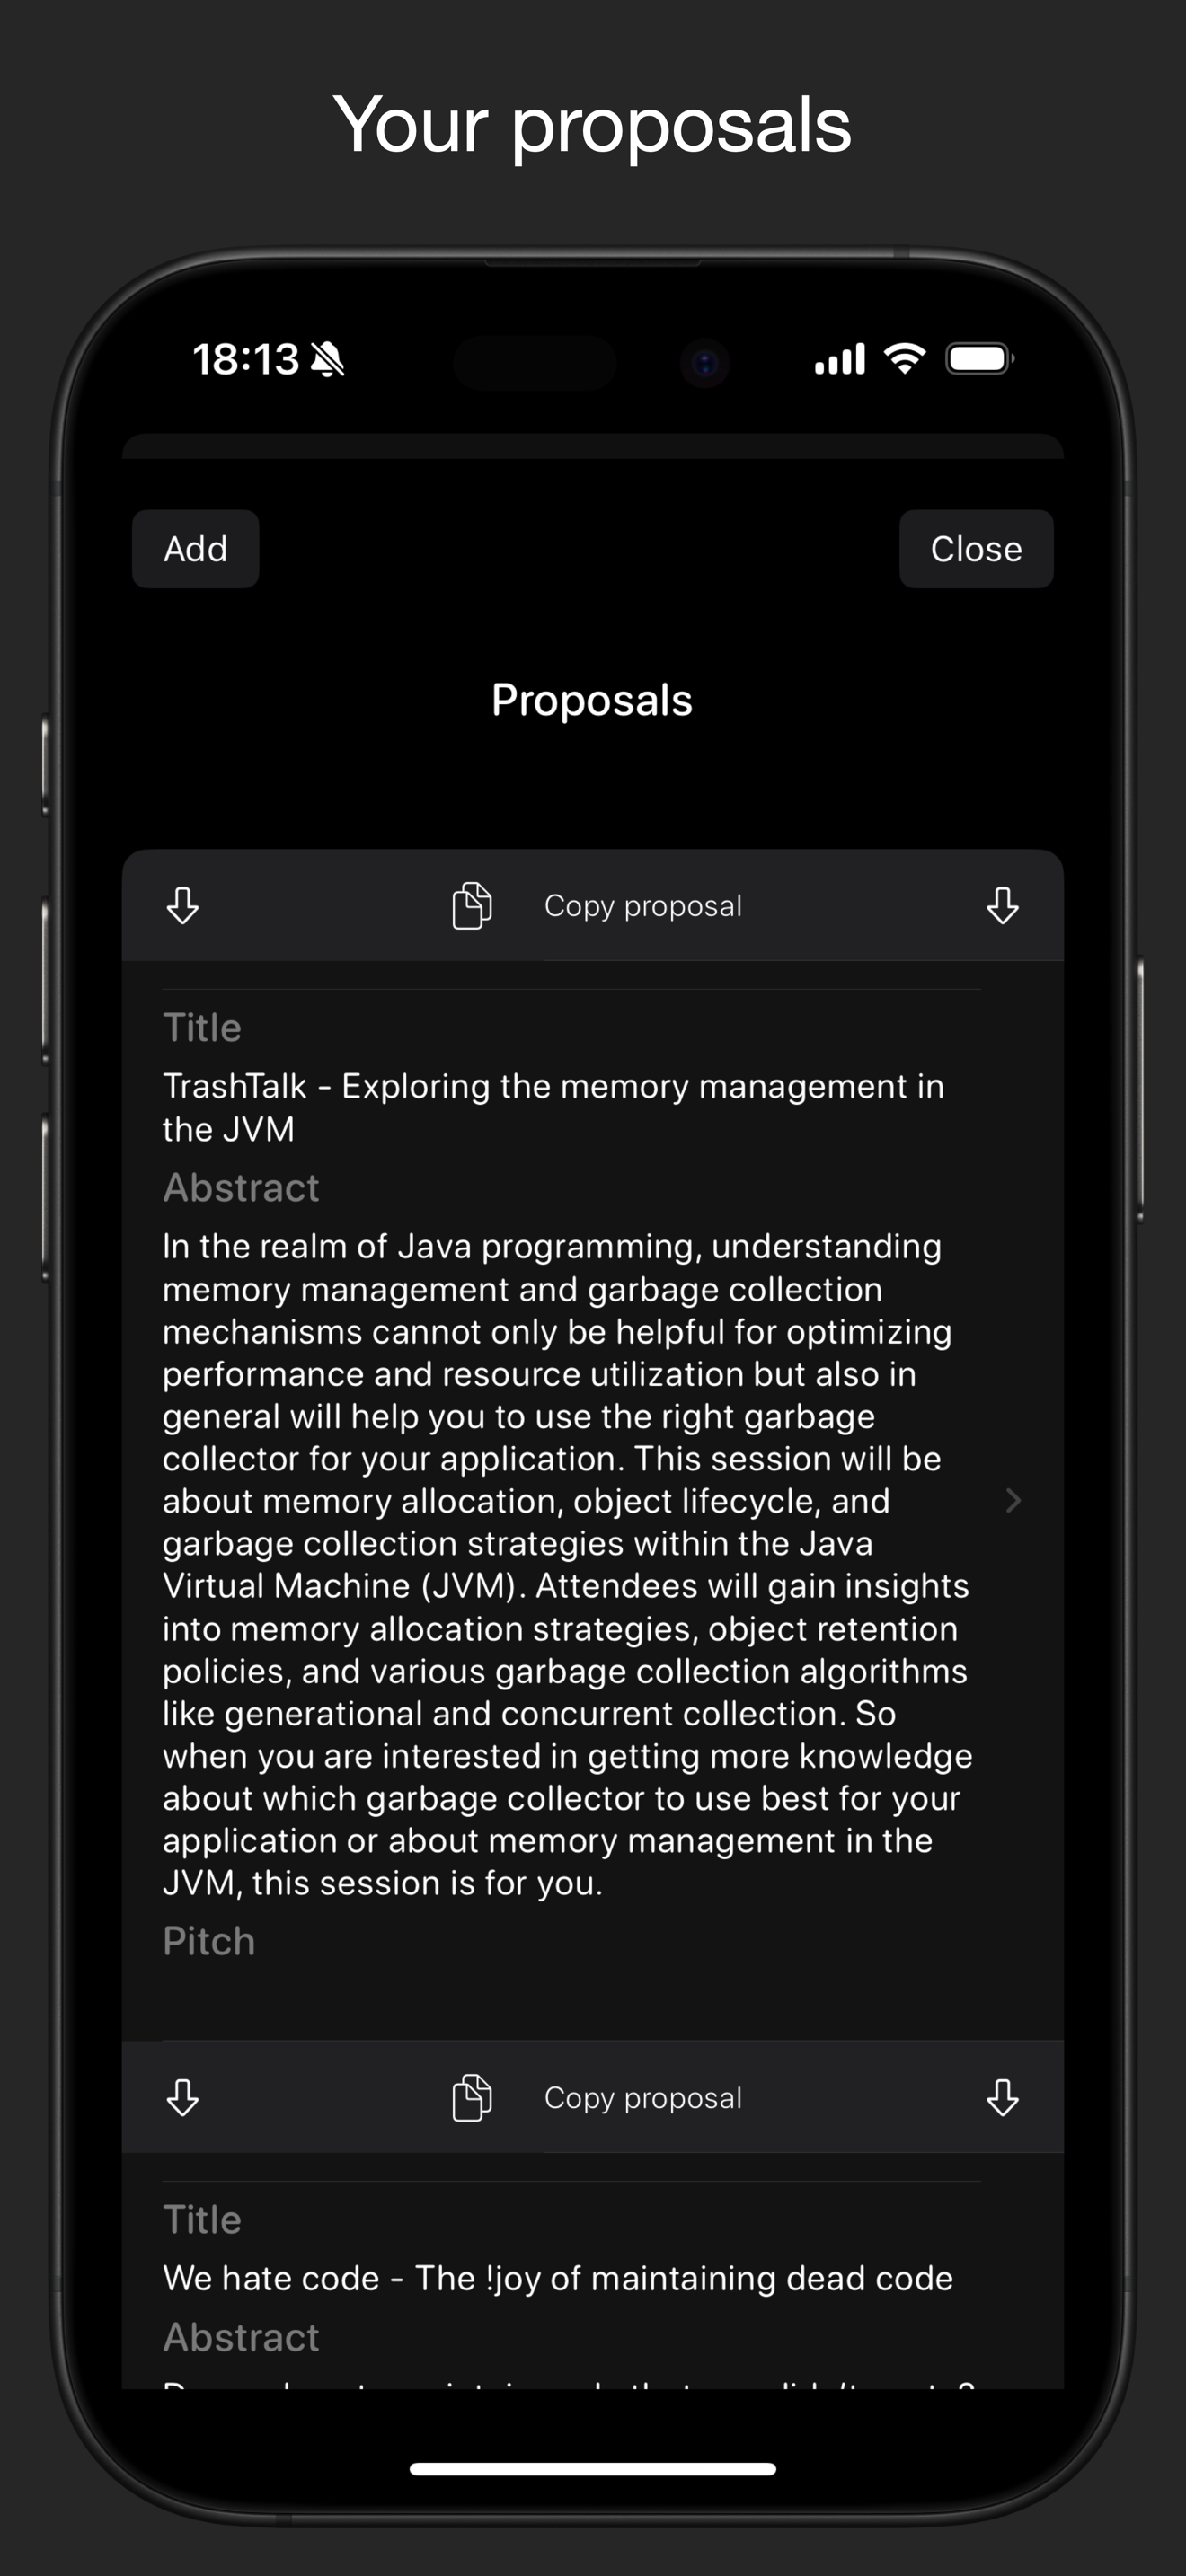 Your proposals
18:13
Add
Close
Proposals
Copy proposal
Title
TrashTalk - Exploring the memory management in
the JVM
Abstract
In the realm of Java programming, understanding
memory management and garbage collection
mechanisms cannot only be helpful for optimizing
performance and resource utilization but also in
general will help you to use the right garbage
collector for your application. This session will be
about memory allocation, object lifecycle, and
garbage collection strategies within the Java
Virtual Machine (JVM). Attendees will gain insights
into memory allocation strategies, object retention
policies, and various garbage collection algorithms
like generational and concurrent collection. So
when you are interested in getting more knowledge
about which garbage collector to use best for your
application or about memory management in the
JVM, this session is for you.
Pitch
Copy proposal
Title
We hate code - The !joy of maintaining dead code
Abstract